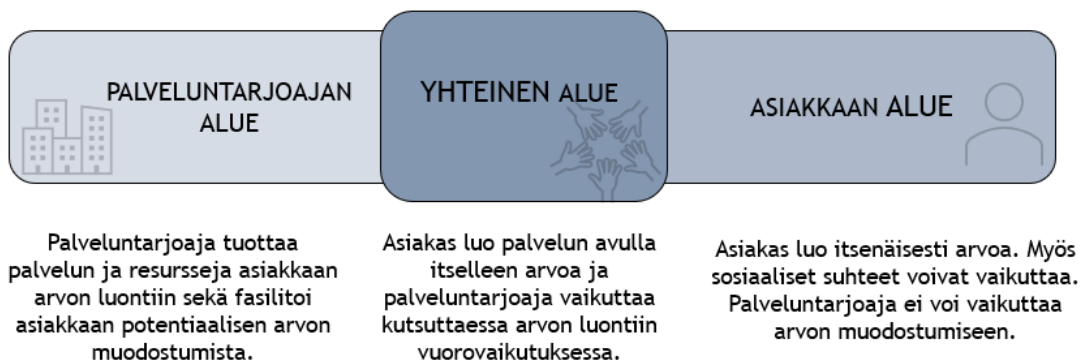 PALVELUNTARJOAJAN
ALUE
YHTEINEN ALUE
ASIAKKAAN ALUE
Palveluntarjoaja tuottaa
palvelun ja resursseja asiakkaan
arvon luontiin sekä fasilitoi
asiakkaan potentiaalisen arvon
muodostumista.
Asiakas luo palvelun avulla
itselleen arvoa ja
palveluntarjoaja vaikuttaa
kutsuttaessa arvon luontiin
vuorovaikutuksessa.
Asiakas luo itsenäisesti arvoa. Myös
sosiaaliset suhteet voivat vaikuttaa.
Palveluntarjoaja ei voi vaikuttaa
arvon muodostumiseen.